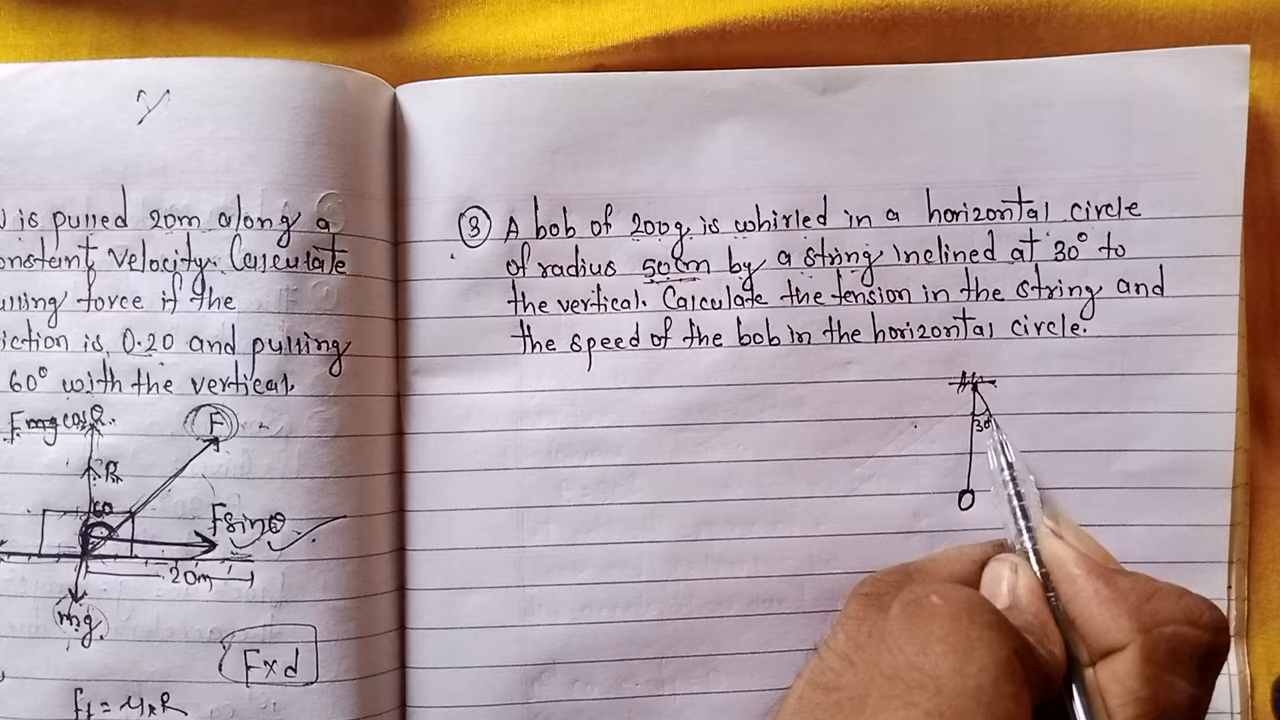 is pulled 20m along a
constant velocity. Calculate
force if the
is 0.20 and pulling
60° with the vertical.
F
R
60
Fsinθ
20m
mg.
F×d
③ A bob of 200g is whirled in a horizontal circle
of radius 50cm by a string inclined at 30° to
the vertical. Calculate the tension in the string and
the speed of the bob in the horizontal circle.
30